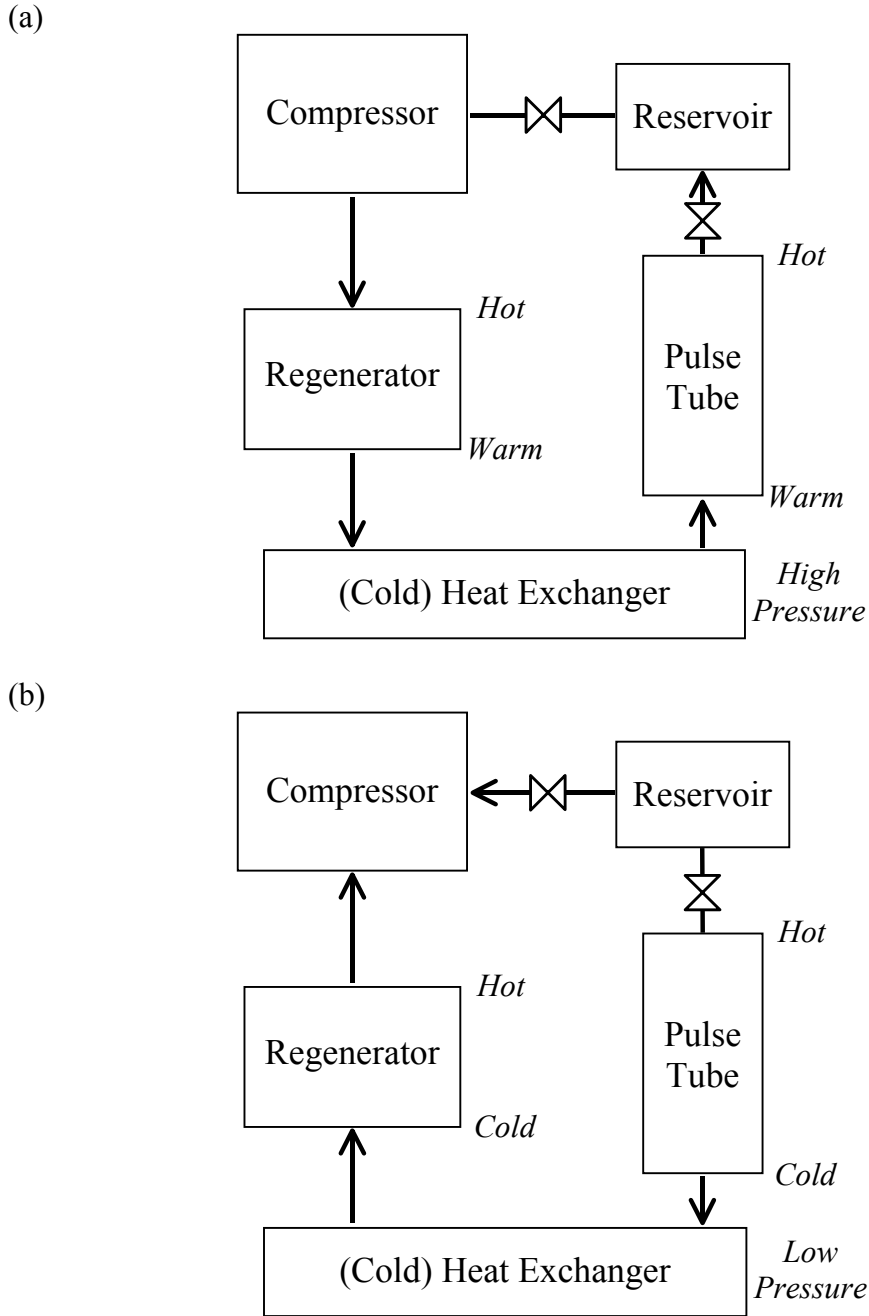 (a)
Compressor
Reservoir
Hot
Hot
Regenerator
Pulse
Tube
Warm
Warm
(Cold) Heat Exchanger
High
Pressure
(b)
Compressor
Reservoir
Hot
Hot
Regenerator
Pulse
Tube
Cold
Cold
(Cold) Heat Exchanger
Low
Pressure